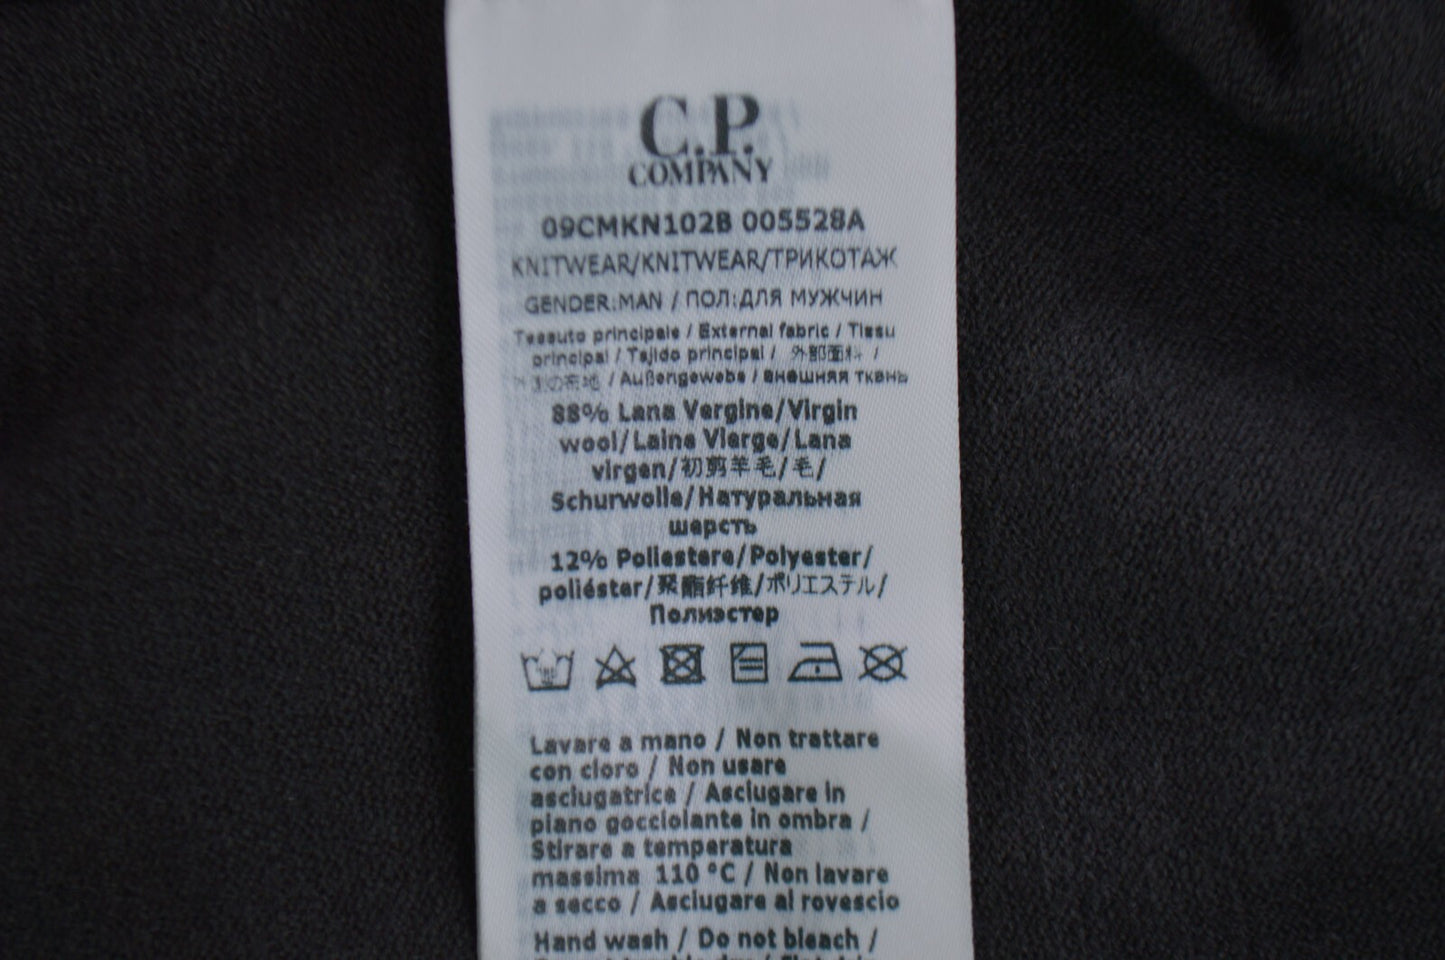 C.P.
COMPANY
09CMKN102B 005528A
KNITWEAR/KNITWEAR/ТРИКОТАЖ
GENDER:MAN / ПОЛ:ДЛЯ МУЖЧИН
Tessuto principale / External fabric / Tissu
principal / Tejido principal / 外部面料 /
の布地 / Außengewebe / внешняя ткань
88% Lana Vergine/Virgin
wool/Laine Vierge/Lana
virgen/初剪羊毛/毛/
Schurwolle/Натуральная
шерсть
12% Poliestere/Polyester/
poliéster/聚酯纤维/ポリエステル/
Полиэстер
Lavare a mano / Non trattare
con cloro / Non usare
asciugatrice / Asciugare in
piano gocciolante in ombra /
Stirare a temperatura
massima 110 °C / Non lavare
a secco / Asciugare al rovescio
Hand wash / Do not bleach /